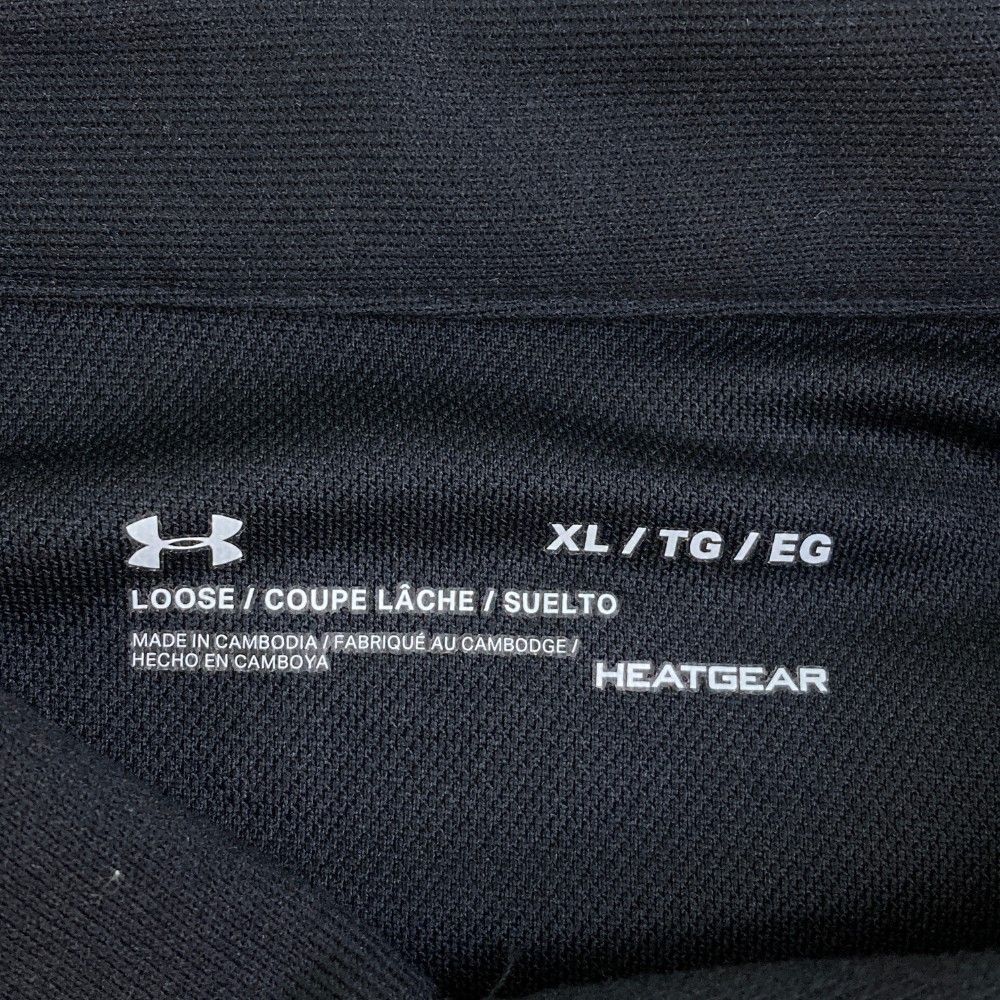 XL / TG / EG
LOOSE / COUPE LÂCHE / SUELTO
MADE IN CAMBODIA / FABRIQUÉ AU CAMBODGE /
HECHO EN CAMBOYA
HEATGEAR